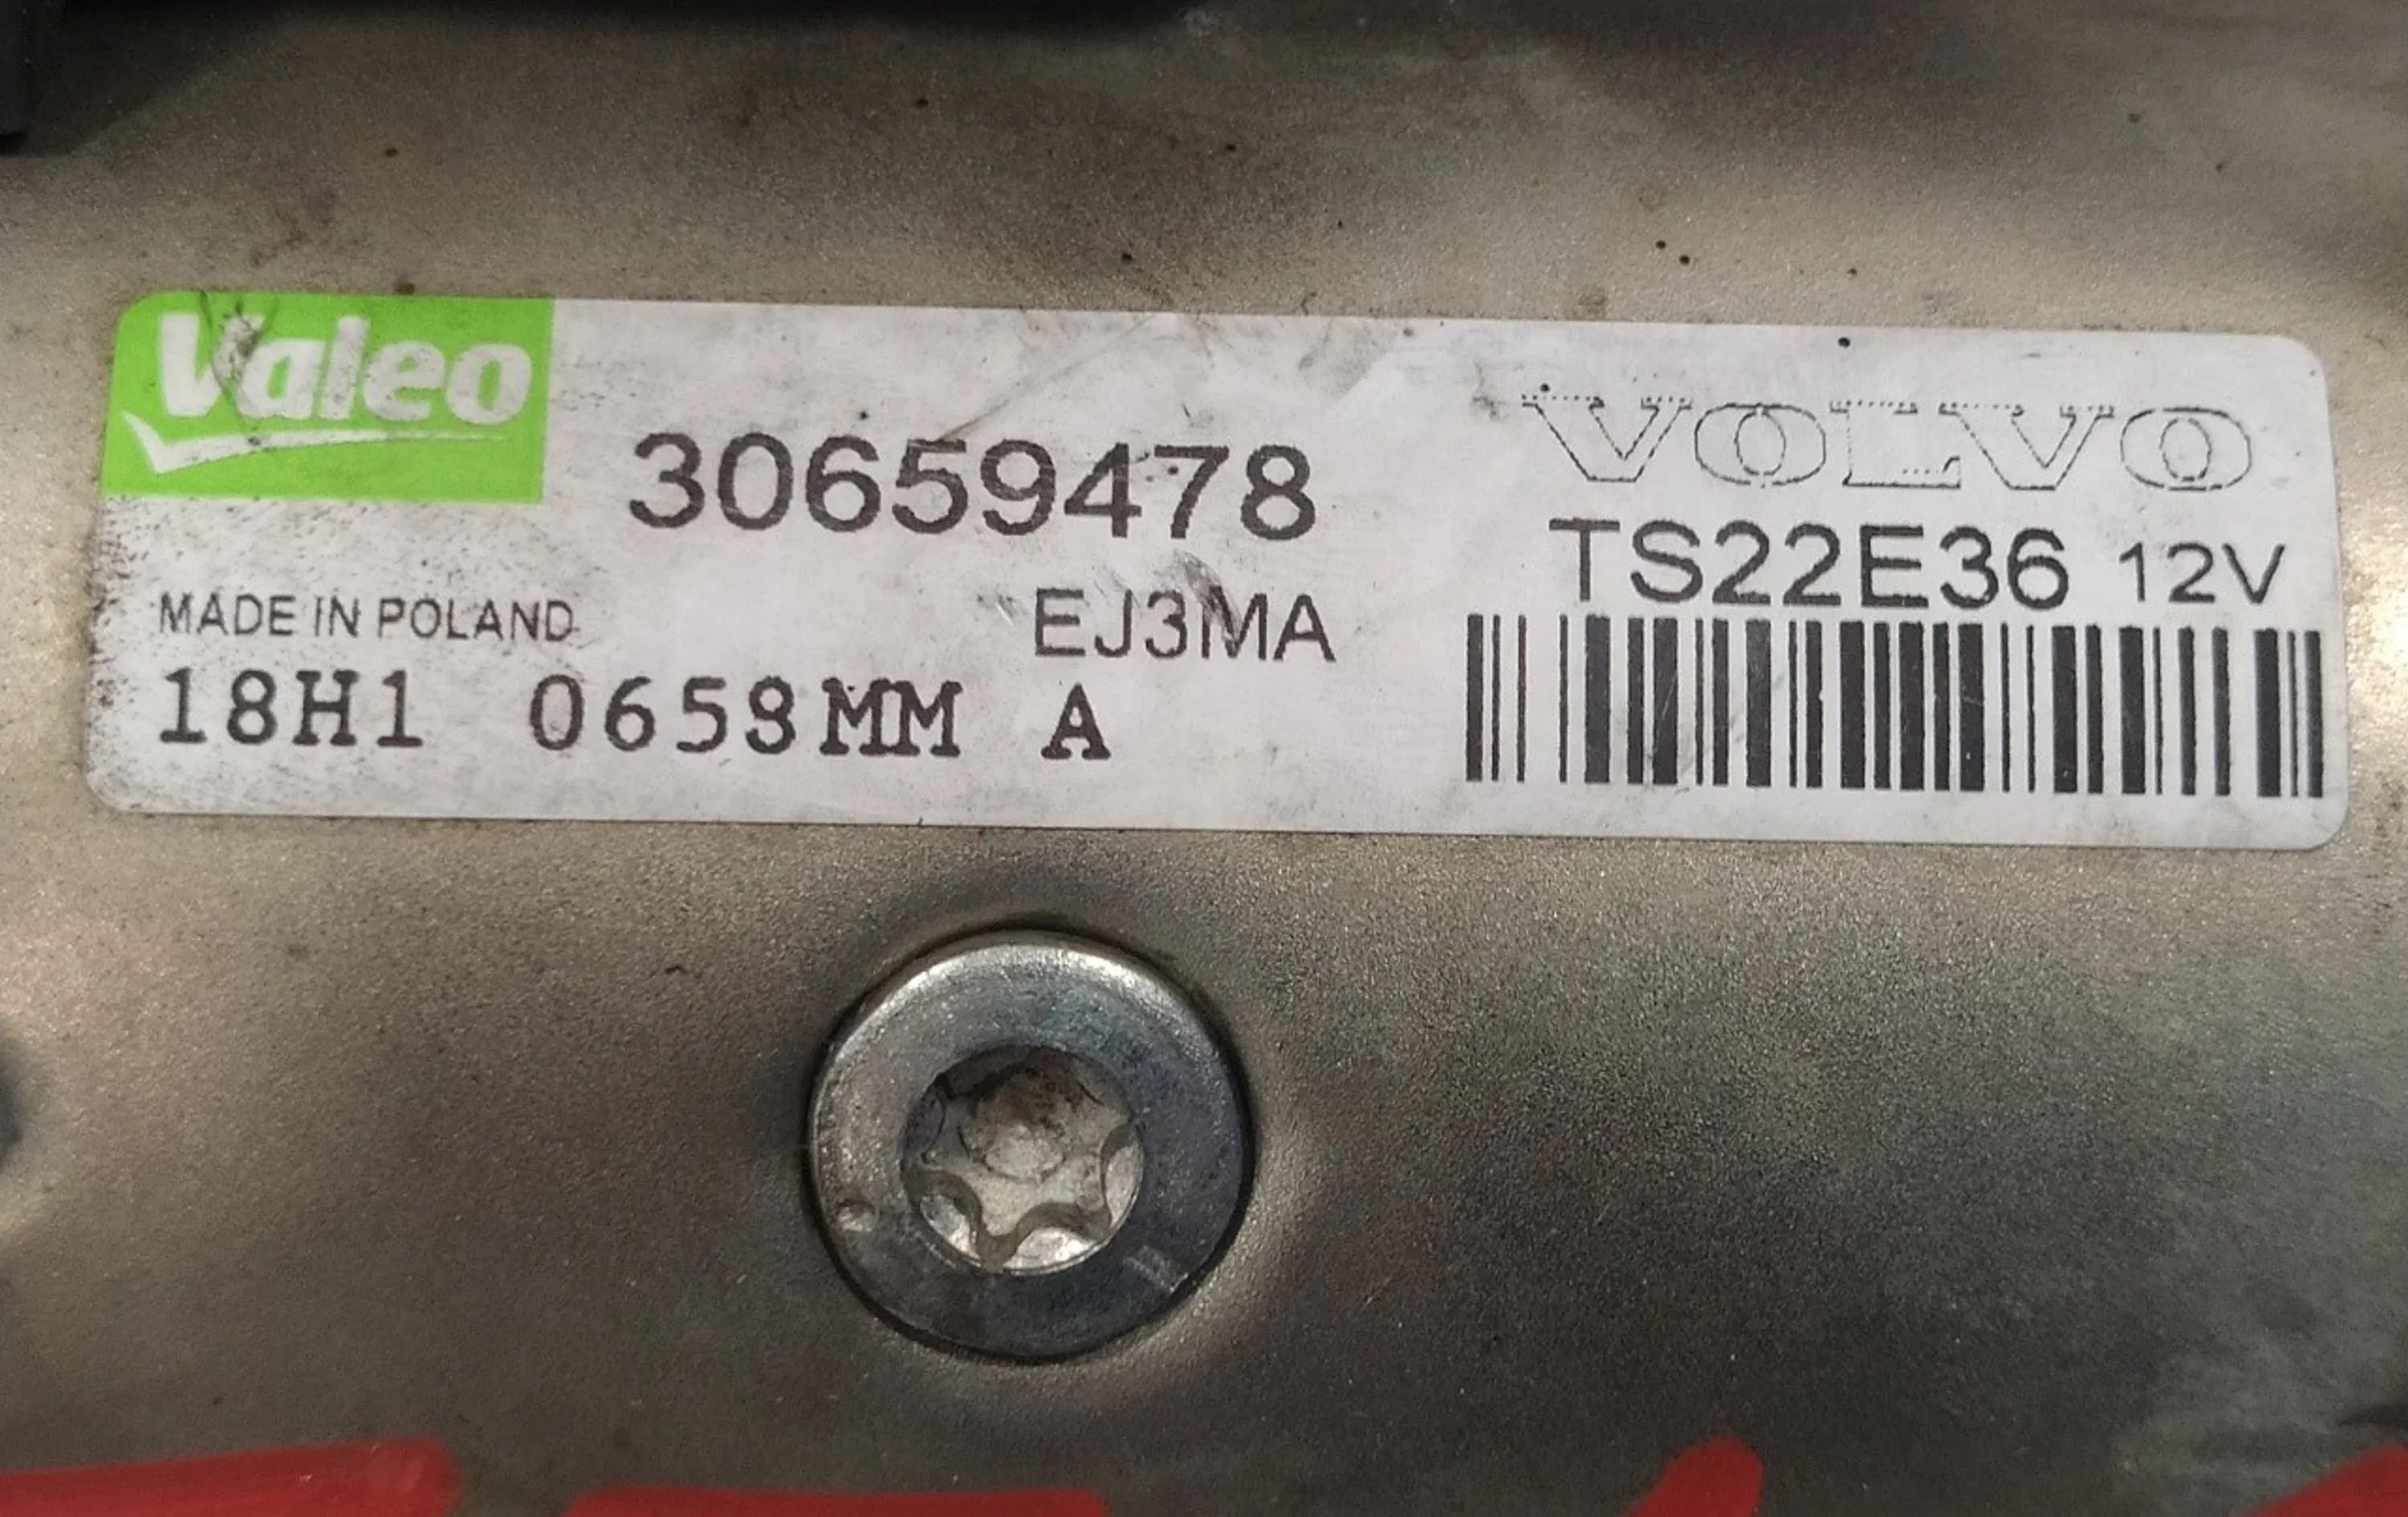 Valeo
30659478
VOLVO
TS22E36 12V
MADE IN POLAND
EJ3MA
18H1 0658MM A